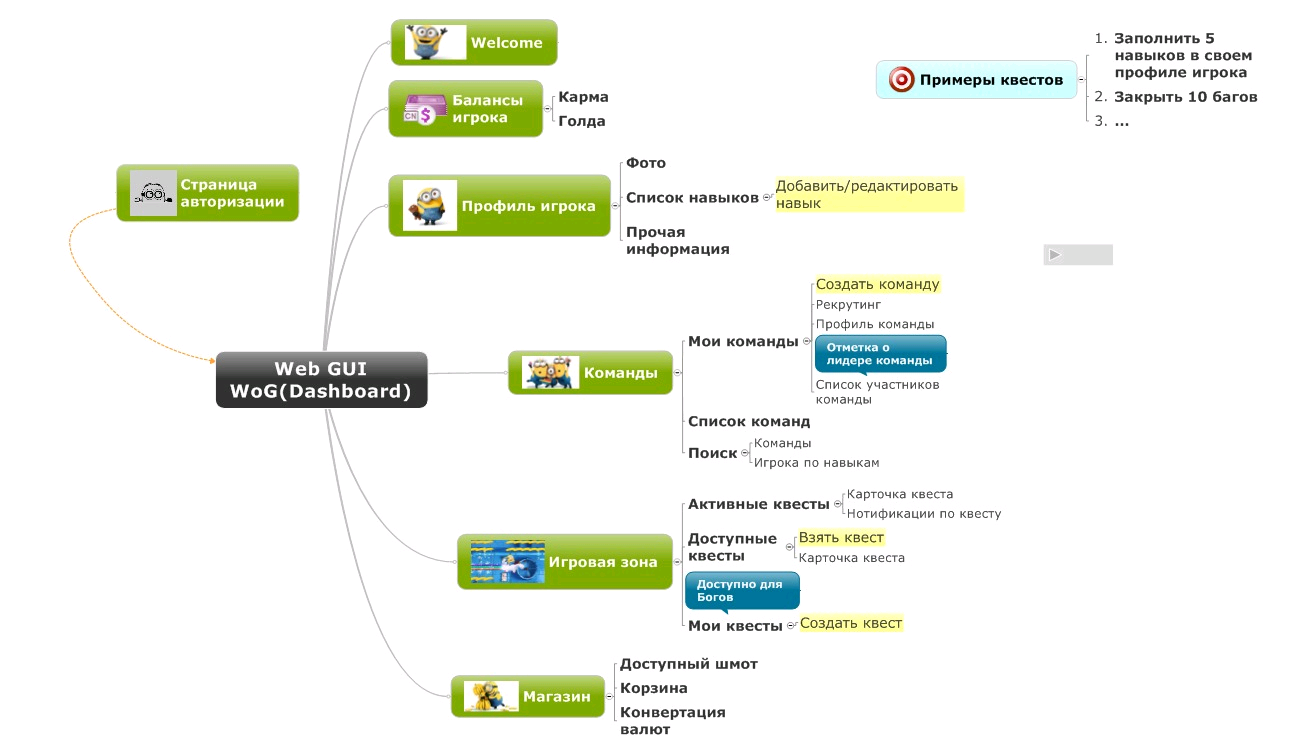 Welcome
Балансы
игрока
Карма
Голда
Примеры квестов
1. Заполнить 5
навыков в своем
профиле игрока
2. Закрыть 10 багов
3. ...
Страница
авторизации
Профиль игрока
Фото
Список навыков
Добавить/редактировать
навык
Прочая
информация
Web GUI
WoG(Dashboard)
Команды
Мои команды
Создать команду
Рекрутинг
Профиль команды
Отметка о
лидере команды
Список участников
команды
Список команд
Поиск
Команды
Игрока по навыкам
Игровая зона
Активные квесты
Карточка квеста
Нотификации по квесту
Доступные
квесты
Взять квест
Карточка квеста
Доступно для
Богов
Мои квесты
Создать квест
Магазин
Доступный шмот
Корзина
Конвертация
валют
CN $